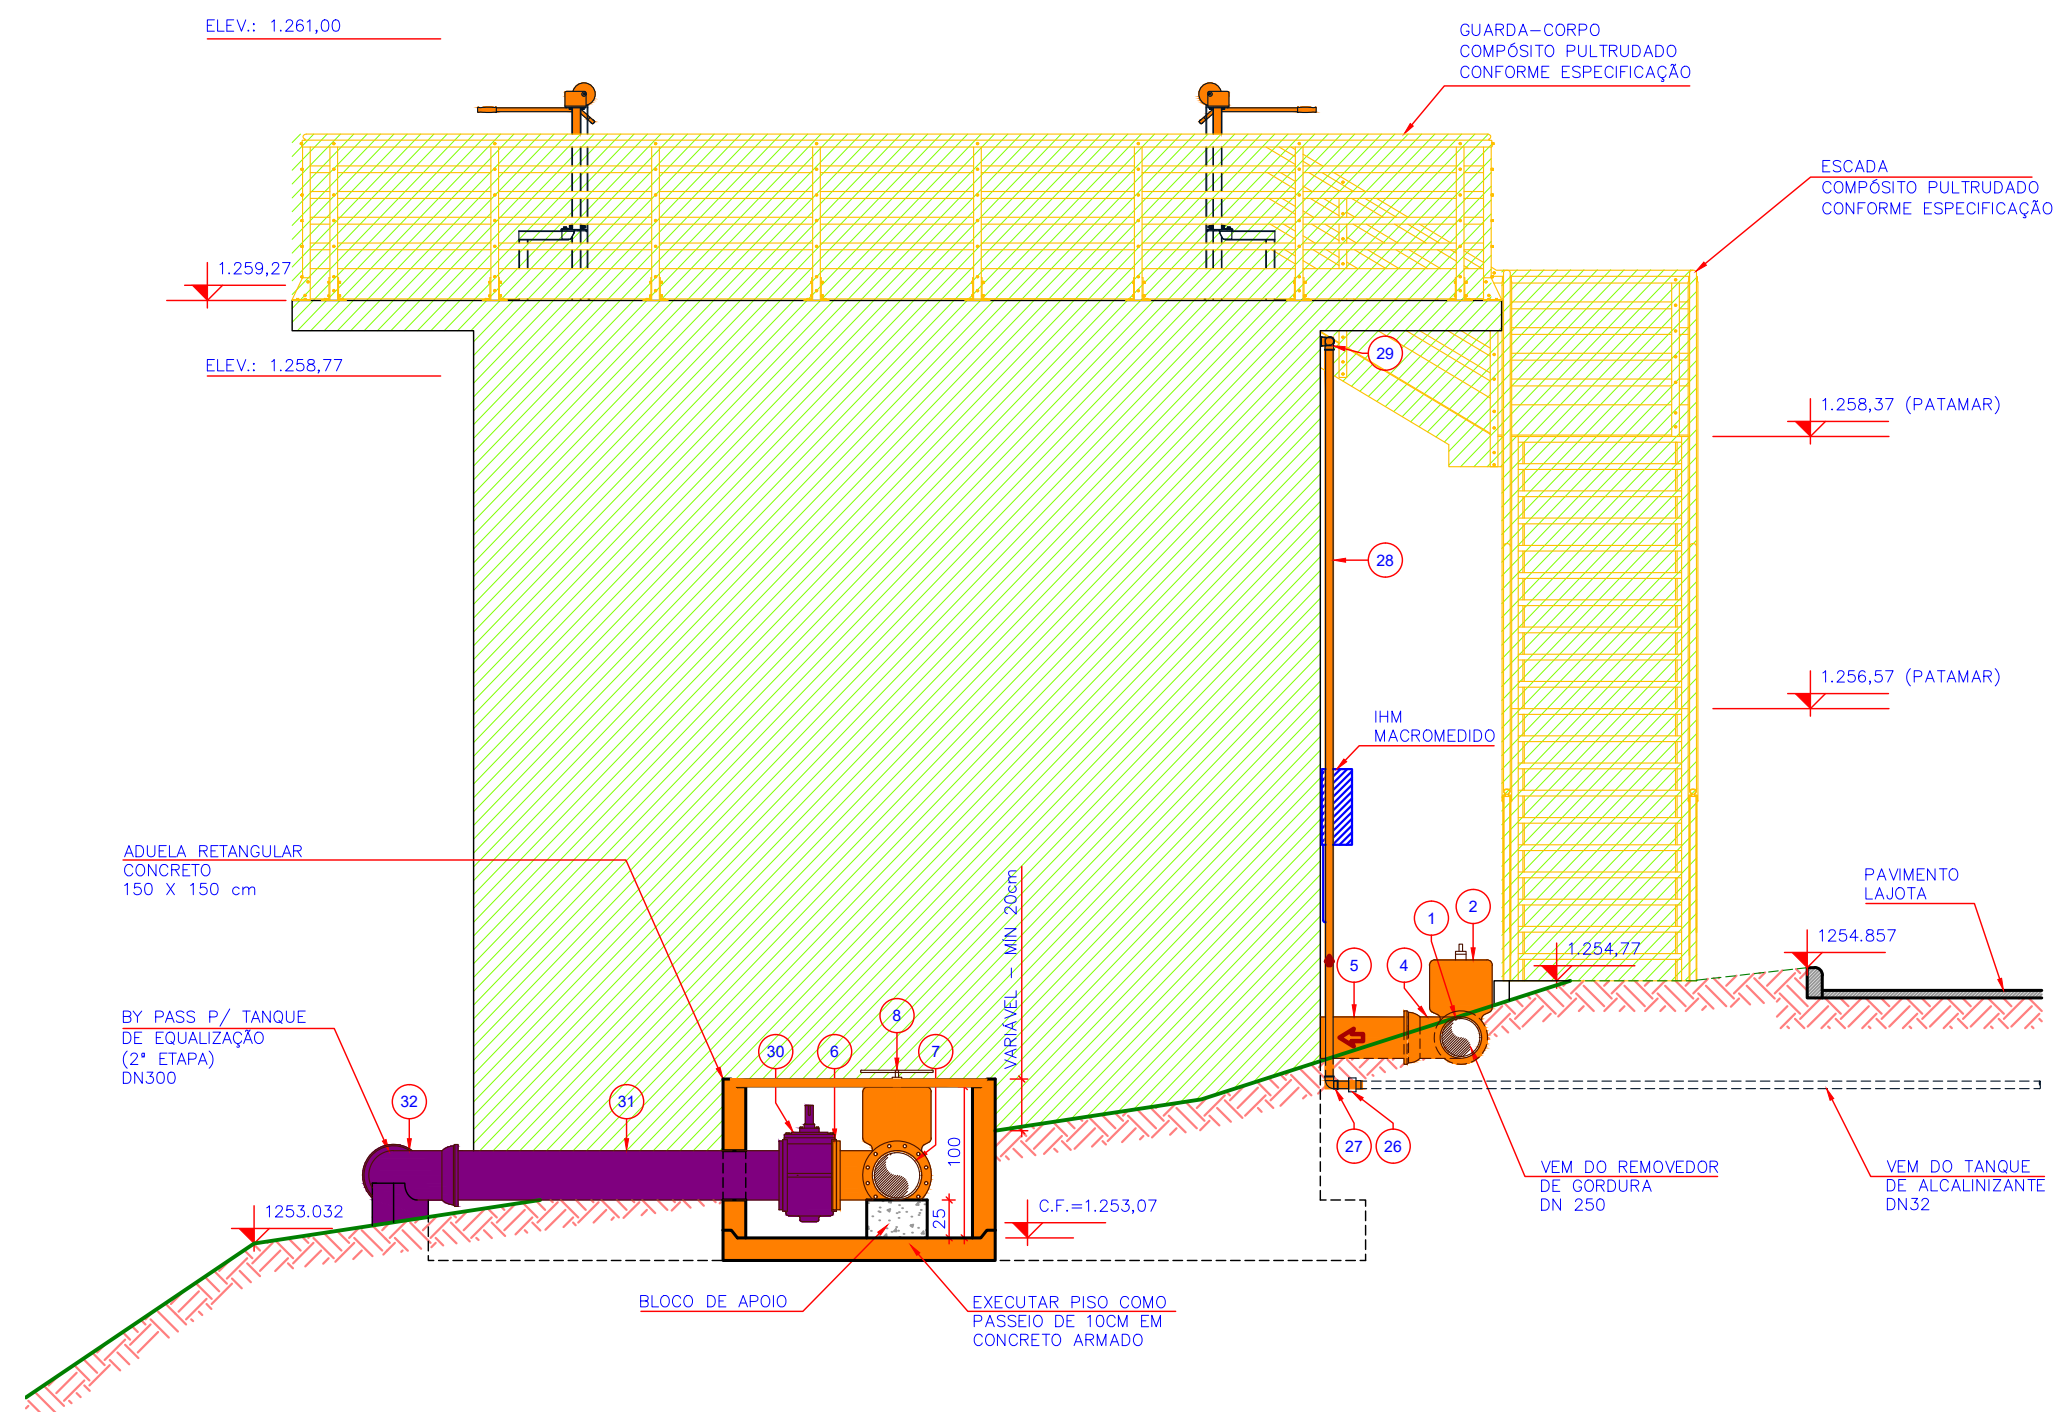 ELEV.: 1.261,00
GUARDA-CORPO
COMPÓSITO PULTRUDADO
CONFORME ESPECIFICAÇÃO
ESCADA
COMPÓSITO PULTRUDADO
CONFORME ESPECIFICAÇÃO
1.259,27
ELEV.: 1.258,77
29
1.258,37 (PATAMAR)
28
1.256,57 (PATAMAR)
IHM
MACROMEDIDO
ADUELA RETANGULAR
CONCRETO
150 X 150 cm
PAVIMENTO
LAJOTA
VARIÁVEL - MÍN 20cm
1
2
1254.857
1.254,77
5
4
BY PASS P/ TANQUE
DE EQUALIZAÇÃO
(2ª ETAPA)
DN300
8
30
6
7
32
31
100
27
26
VEM DO REMOVEDOR
DE GORDURA
DN 250
VEM DO TANQUE
DE ALCALINIZANTE
DN32
1253.032
25
C.F.=1.253,07
BLOCO DE APOIO
EXECUTAR PISO COMO
PASSEIO DE 10CM EM
CONCRETO ARMADO